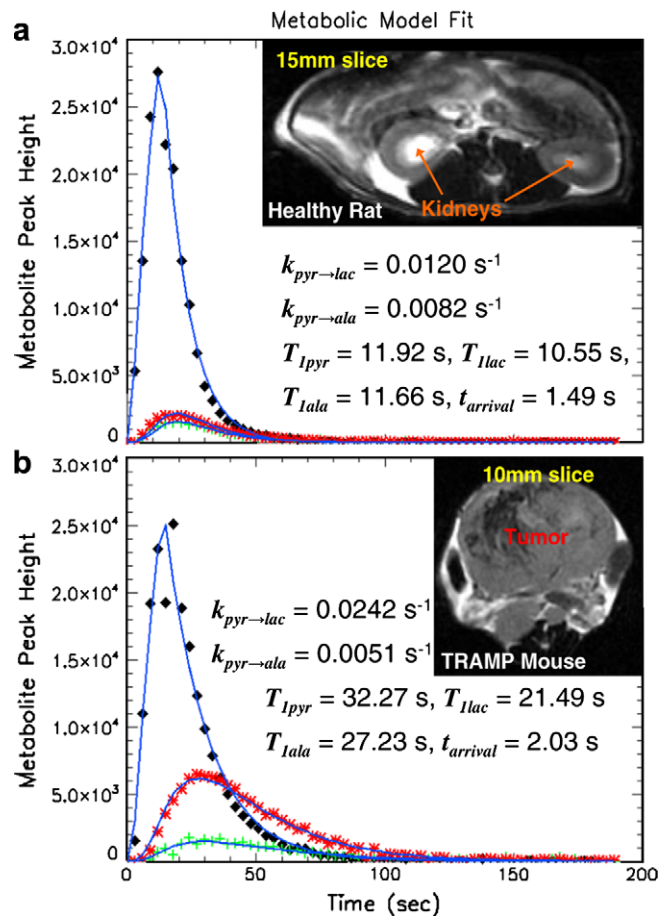 Metabolic Model Fit
a
3.0×10⁴
2.5×10⁴
2.0×10⁴
1.5×10⁴
1.0×10⁴
5.0×10³
0
Metabolite Peak Height
15mm slice
Kidneys
Healthy Rat
k_pyr→lac = 0.0120 s⁻¹
k_pyr→ala = 0.0082 s⁻¹
T_1pyr = 11.92 s, T_1lac = 10.55 s,
T_1ala = 11.66 s, t_arrival = 1.49 s
b
3.0×10⁴
2.5×10⁴
2.0×10⁴
1.5×10⁴
1.0×10⁴
5.0×10³
0
Metabolite Peak Height
10mm slice
Tumor
TRAMP Mouse
k_pyr→lac = 0.0242 s⁻¹
k_pyr→ala = 0.0051 s⁻¹
T_1pyr = 32.27 s, T_1lac = 21.49 s
T_1ala = 27.23 s, t_arrival = 2.03 s
0 50 100 150 200
Time (sec)